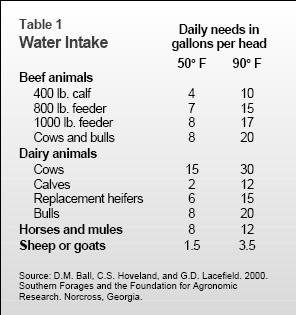 Table 1
Water Intake
Daily needs in
gallons per head
50º F 90º F
Beef animals
400 lb. calf 4 10
800 lb. feeder 7 15
1000 lb. feeder 8 17
Cows and bulls 8 20
Dairy animals
Cows 15 30
Calves 2 12
Replacement heifers 6 15
Bulls 8 20
Horses and mules 8 12
Sheep or goats 1.5 3.5
Source: D.M. Ball, C.S. Hoveland, and G.D. Lacefield. 2000.
Southern Forages and the Foundation for Agronomic
Research. Norcross, Georgia.